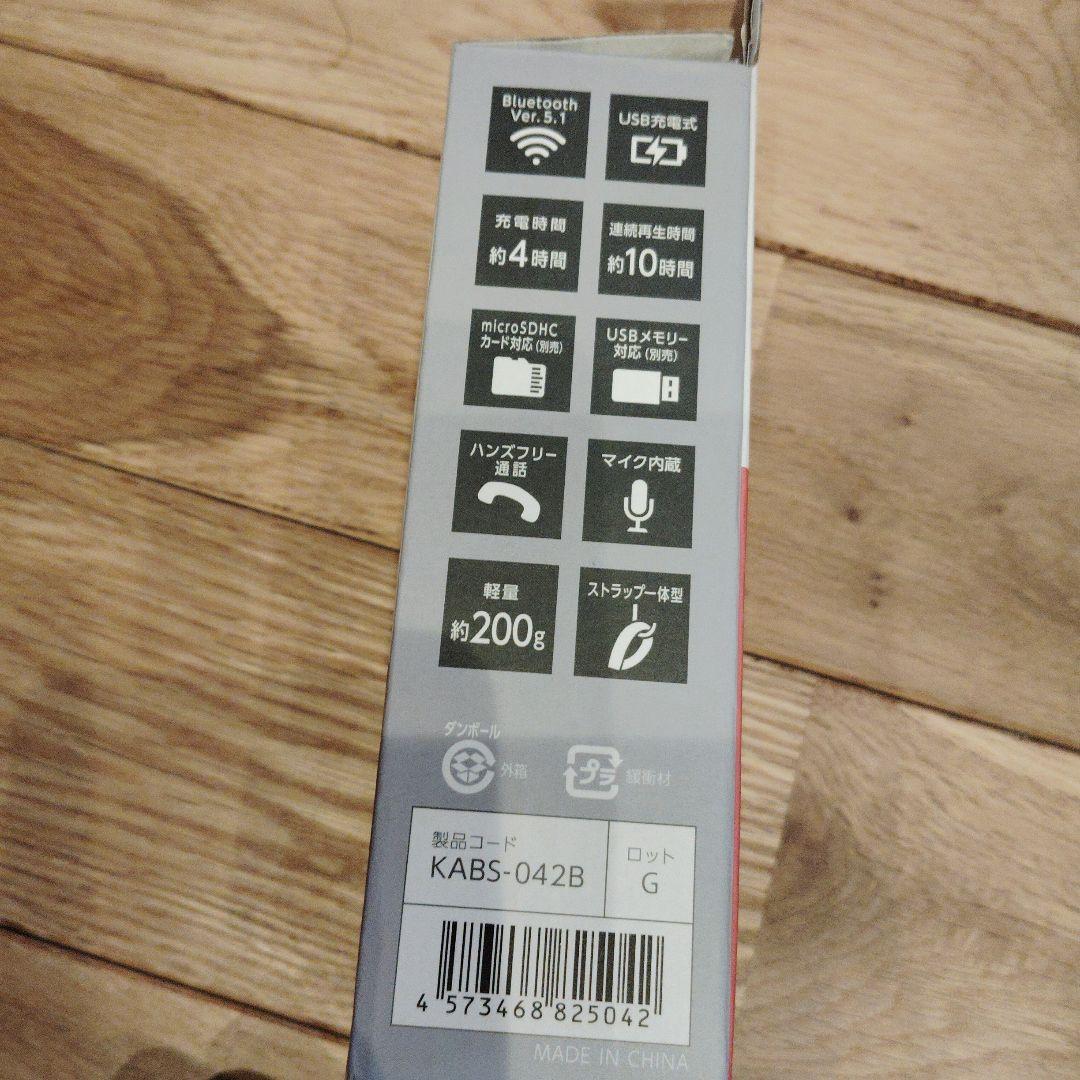 Bluetooth
Ver.5.1
USB充電式
充電時間
約4時間
連続再生時間
約10時間
microSDHC
カード対応(別売)
USBメモリー
対応(別売)
ハンズフリー
通話
マイク内蔵
軽量
約200g
ストラップ一体型
ダンボール
外箱
プラ
緩衝材
製品コード
KABS-042B
ロット
G
4 573468 825042
MADE IN CHINA